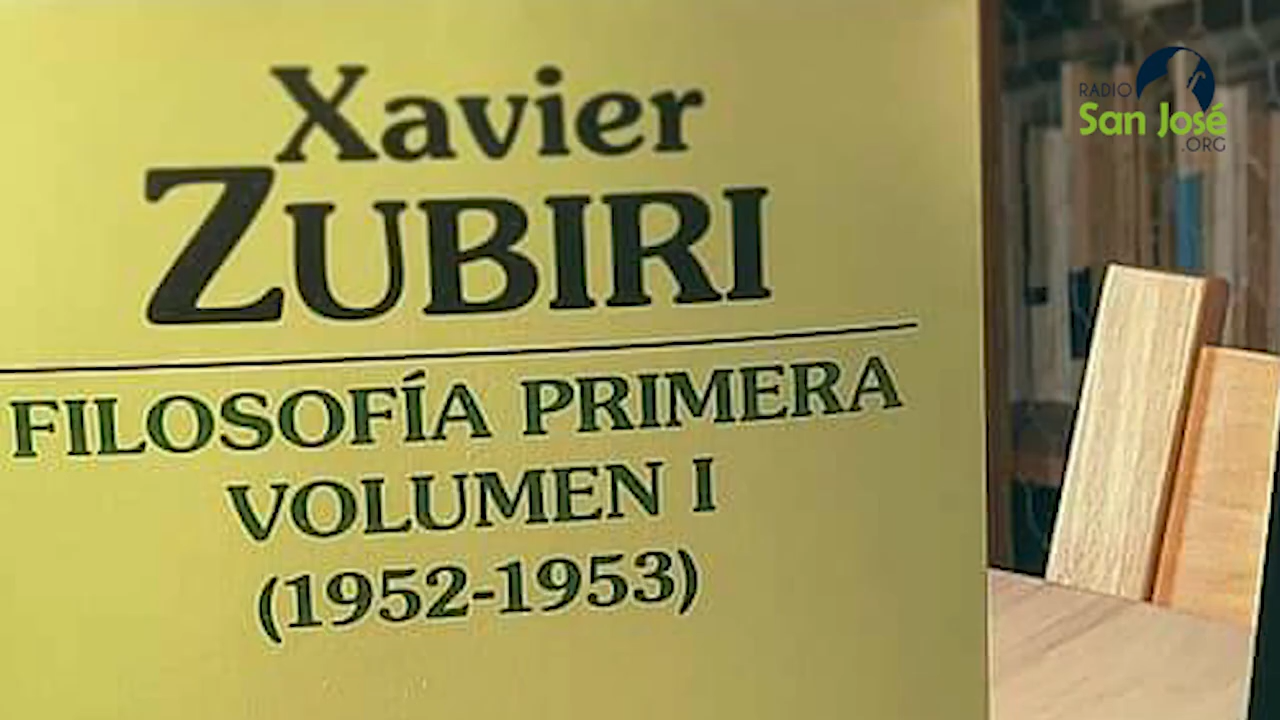 Xavier
ZUBIRI
FILOSOFÍA PRIMERA
VOLUMEN I
(1952-1953)
RADIO
San José
.ORG